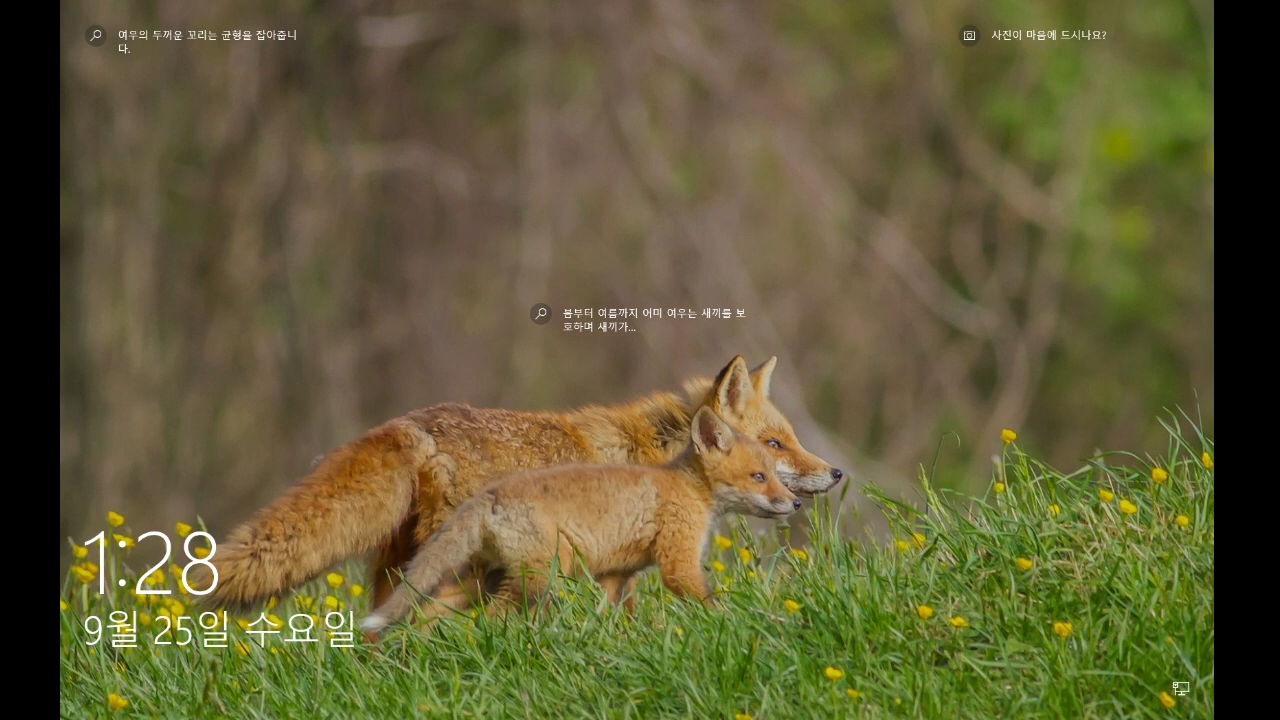 여우의 두꺼운 꼬리는 균형을 잡아줍니
다.
사진이 마음에 드시나요?
봄부터 여름까지 어미 여우는 새끼를 보
호하며 새끼가...
1:28
9월 25일 수요일